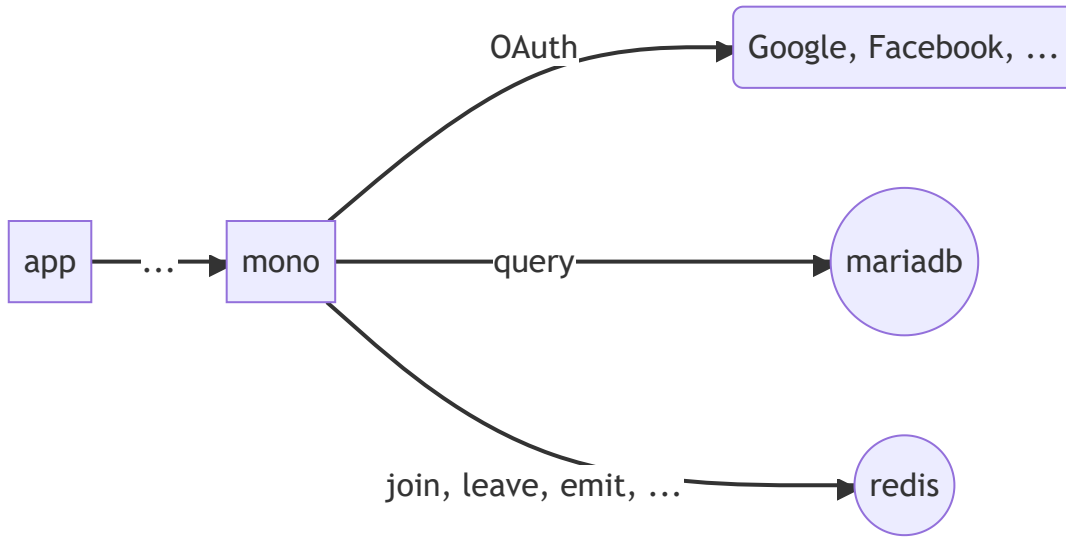 OAuth
Google, Facebook, ...
app
...
mono
query
mariadb
join, leave, emit, ...
redis